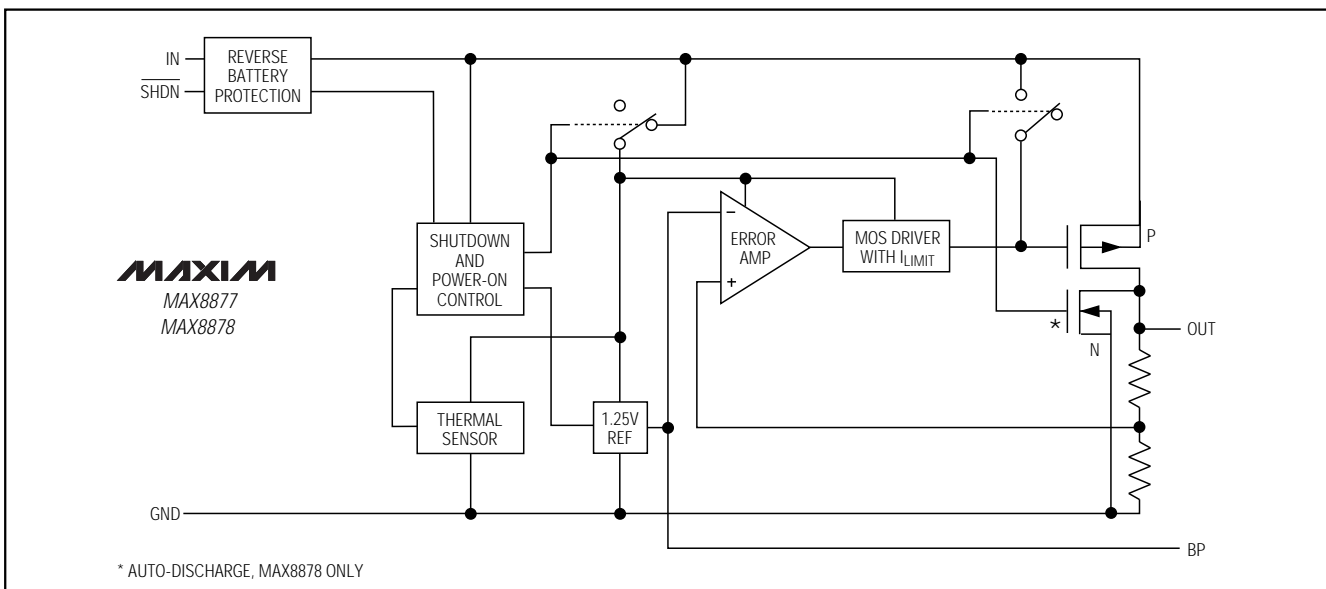 IN
SHDN
REVERSE
BATTERY
PROTECTION
SHUTDOWN
AND
POWER-ON
CONTROL
−
ERROR
AMP
+
MOS DRIVER
WITH ILIMIT
P
MAXIM
MAX8877
MAX8878
*
N
OUT
THERMAL
SENSOR
1.25V
REF
GND
BP
* AUTO-DISCHARGE, MAX8878 ONLY